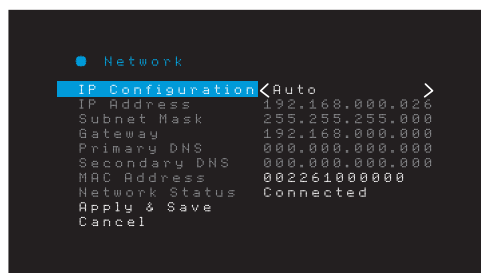 Network
IP Configuration Auto
IP Address 192.168.000.026
Subnet Mask 255.255.255.000
Gateway 192.168.000.000
Primary DNS 000.000.000.000
Secondary DNS 000.000.000.000
MAC Address 002261000000
Network Status Connected
Apply & Save
Cancel